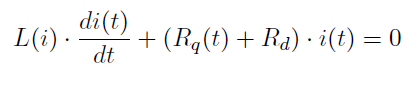 L(i) · di(t)/dt + (R_q(t) + R_d) · i(t) = 0